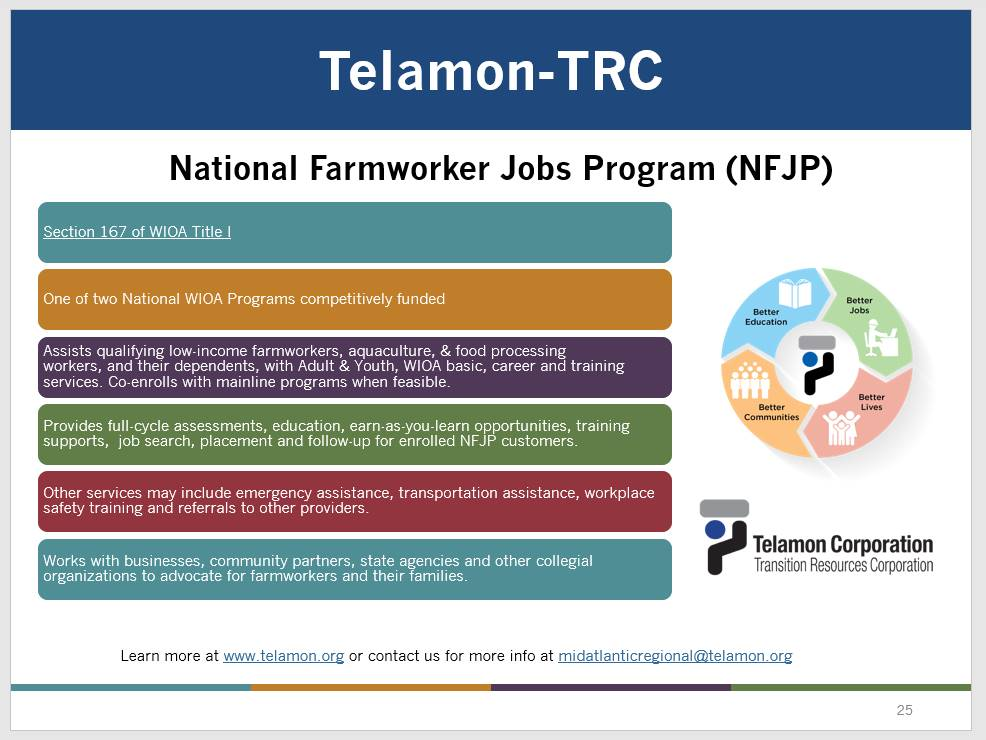 Telamon-TRC
National Farmworker Jobs Program (NFJP)
Section 167 of WIOA Title I
One of two National WIOA Programs competitively funded
Assists qualifying low-income farmworkers, aquaculture, & food processing
workers, and their dependents, with Adult & Youth, WIOA basic, career and training
services. Co-enrolls with mainline programs when feasible.
Provides full-cycle assessments, education, earn-as-you-learn opportunities, training
supports,  job search, placement and follow-up for enrolled NFJP customers.
Other services may include emergency assistance, transportation assistance, workplace
safety training and referrals to other providers.
Works with businesses, community partners, state agencies and other collegial
organizations to advocate for farmworkers and their families.
Better
Education
Better
Jobs
Better
Communities
Better
Lives
Telamon Corporation
Transition Resources Corporation
Learn more at www.telamon.org or contact us for more info at midatlanticregional@telamon.org
25